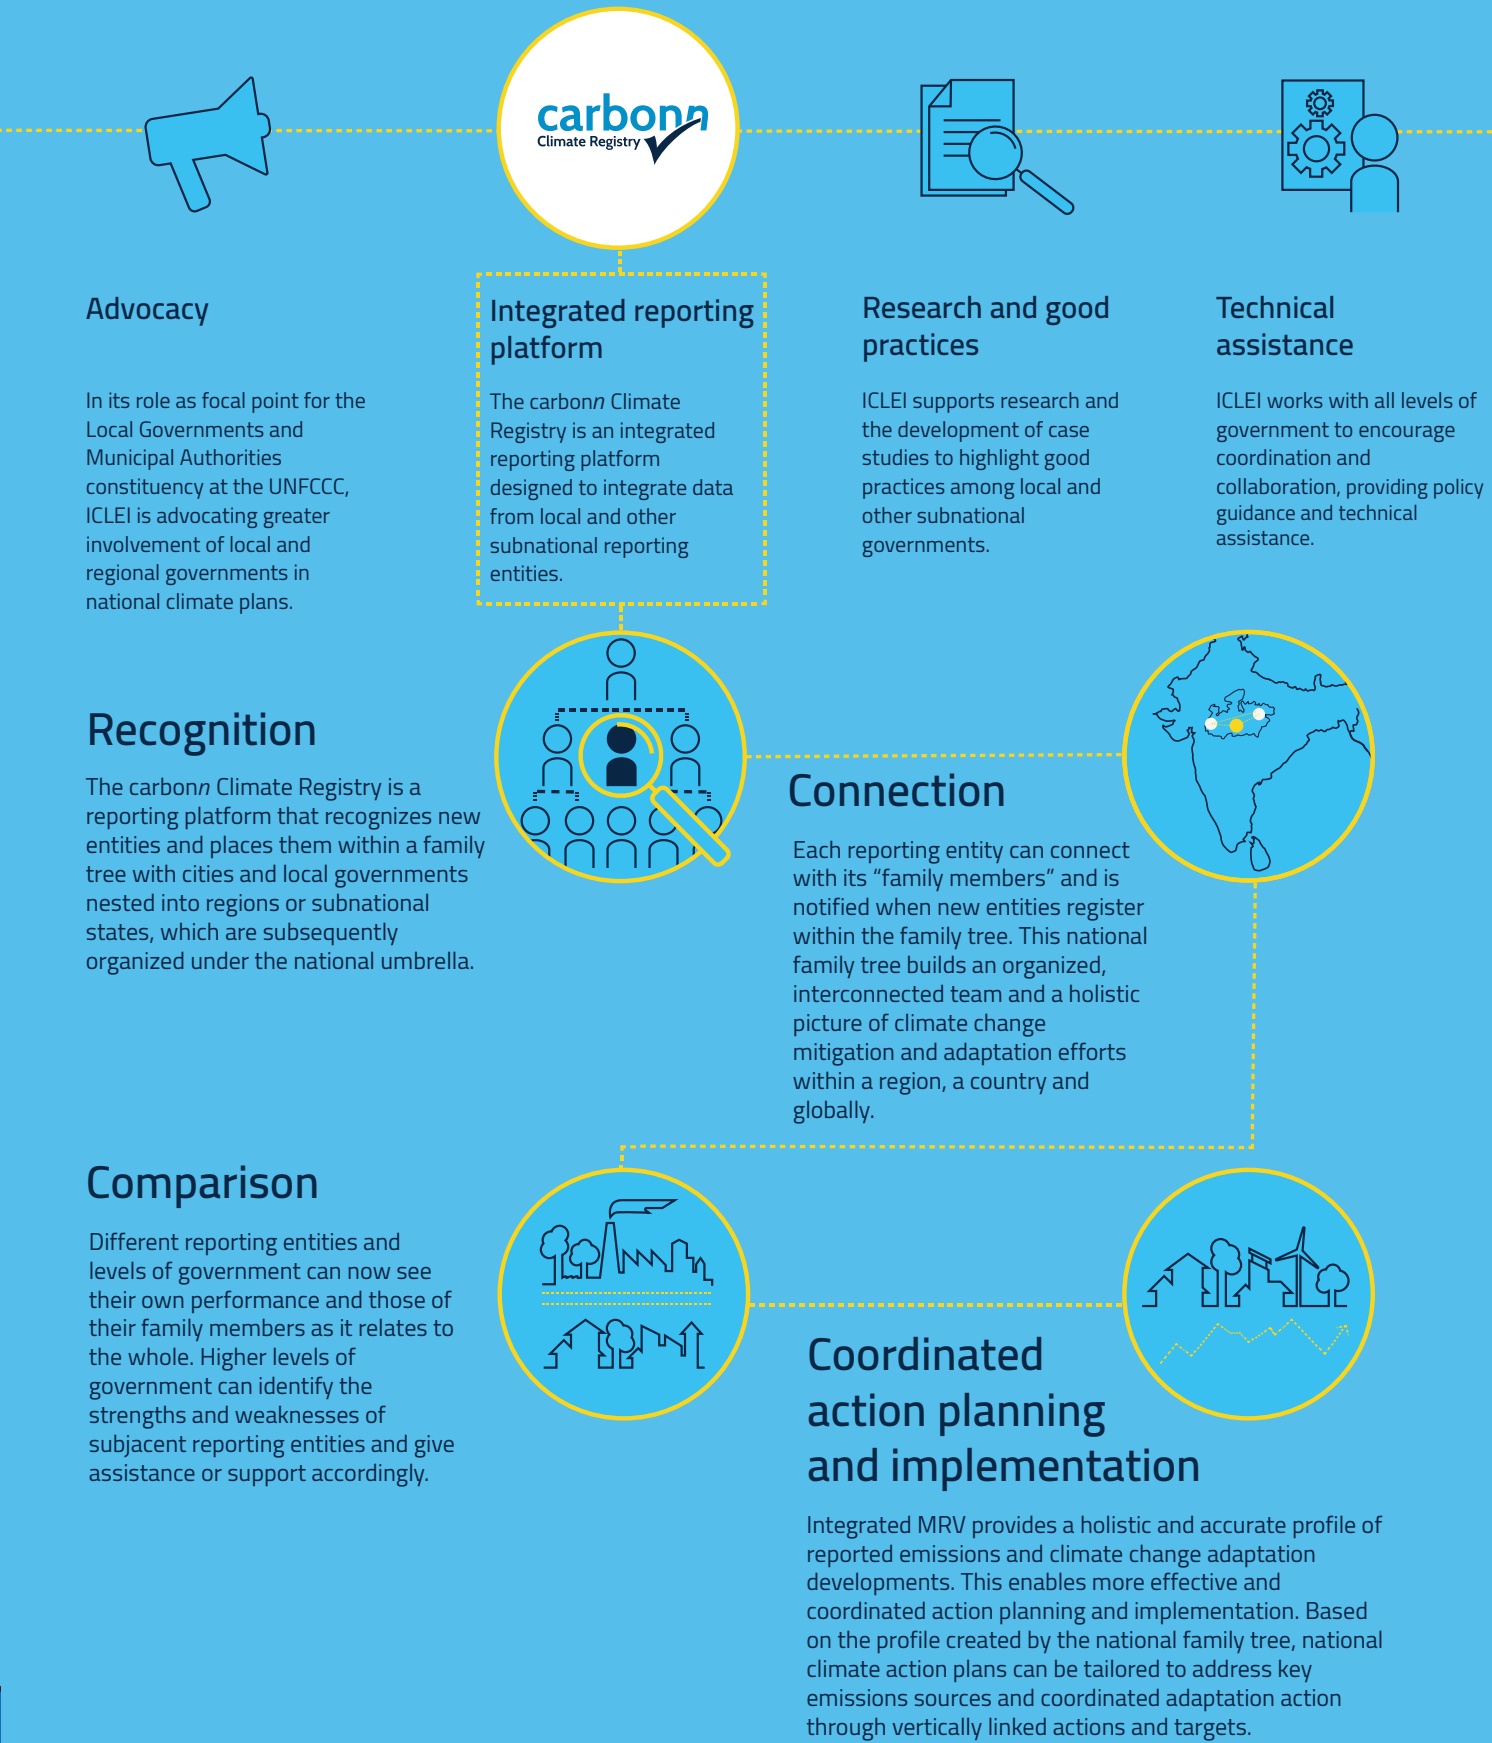 carbonn
Climate Registry
Advocacy
In its role as focal point for the
Local Governments and
Municipal Authorities
constituency at the UNFCCC,
ICLEI is advocating greater
involvement of local and
regional governments in
national climate plans.
Integrated reporting
platform
The carbonn Climate
Registry is an integrated
reporting platform
designed to integrate data
from local and other
subnational reporting
entities.
Research and good
practices
ICLEI supports research and
the development of case
studies to highlight good
practices among local and
other subnational
governments.
Technical
assistance
ICLEI works with all levels of
government to encourage
coordination and
collaboration, providing policy
guidance and technical
assistance.
Recognition
The carbonn Climate Registry is a
reporting platform that recognizes new
entities and places them within a family
tree with cities and local governments
nested into regions or subnational
states, which are subsequently
organized under the national umbrella.
Connection
Each reporting entity can connect
with its “family members” and is
notified when new entities register
within the family tree. This national
family tree builds an organized,
interconnected team and a holistic
picture of climate change
mitigation and adaptation efforts
within a region, a country and
globally.
Comparison
Different reporting entities and
levels of government can now see
their own performance and those of
their family members as it relates to
the whole. Higher levels of
government can identify the
strengths and weaknesses of
subjacent reporting entities and give
assistance or support accordingly.
Coordinated
action planning
and implementation
Integrated MRV provides a holistic and accurate profile of
reported emissions and climate change adaptation
developments. This enables more effective and
coordinated action planning and implementation. Based
on the profile created by the national family tree, national
climate action plans can be tailored to address key
emissions sources and coordinated adaptation action
through vertically linked actions and targets.